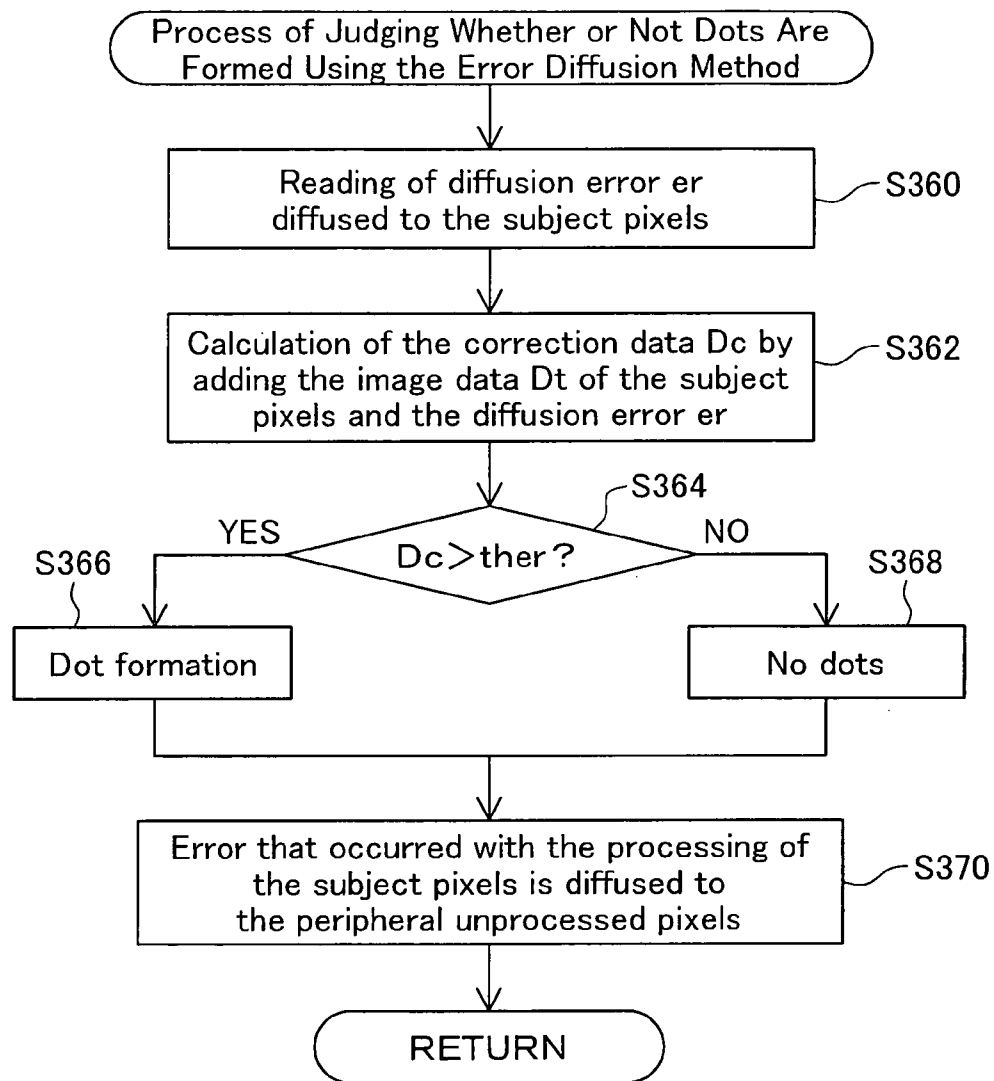 Process of Judging Whether or Not Dots Are
Formed Using the Error Diffusion Method
Reading of diffusion error er
diffused to the subject pixels
S360
Calculation of the correction data Dc by
adding the image data Dt of the subject
pixels and the diffusion error er
S362
S364
YES
Dc>ther?
NO
S366
Dot formation
S368
No dots
Error that occurred with the processing of
the subject pixels is diffused to
the peripheral unprocessed pixels
S370
RETURN